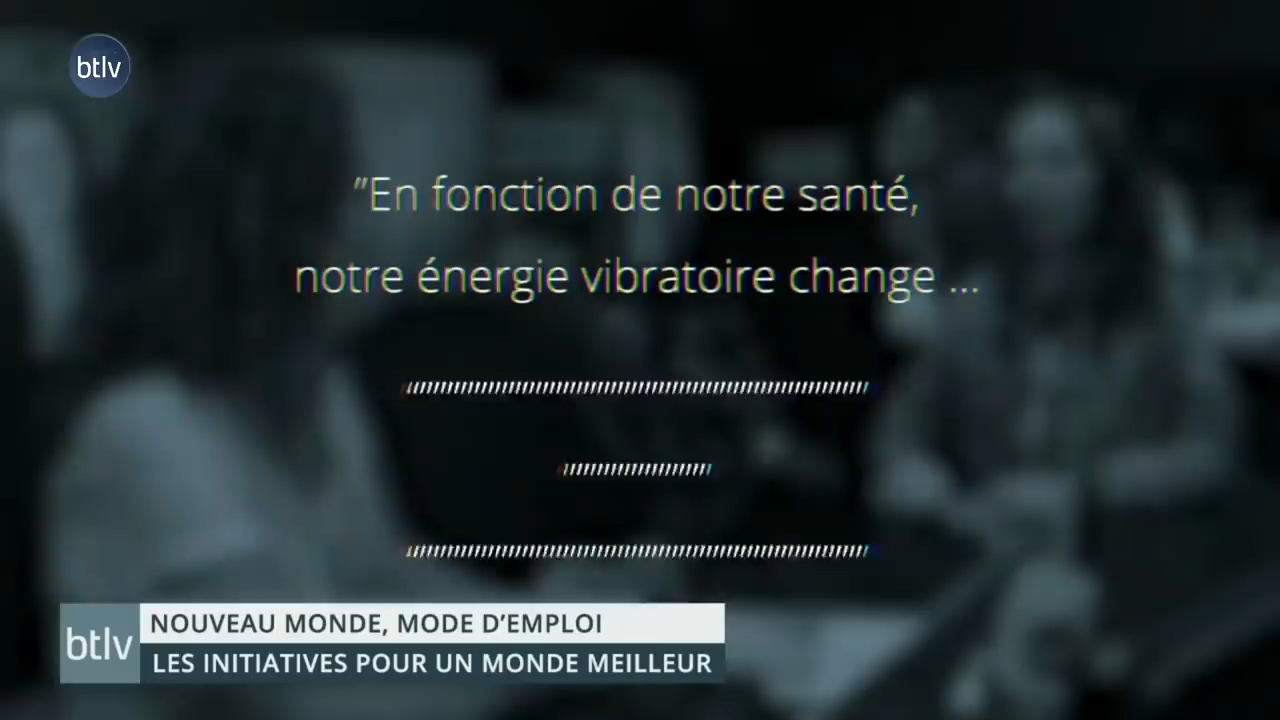 btlv
"En fonction de notre santé,
notre énergie vibratoire change ...
btlv
NOUVEAU MONDE, MODE D'EMPLOI
LES INITIATIVES POUR UN MONDE MEILLEUR